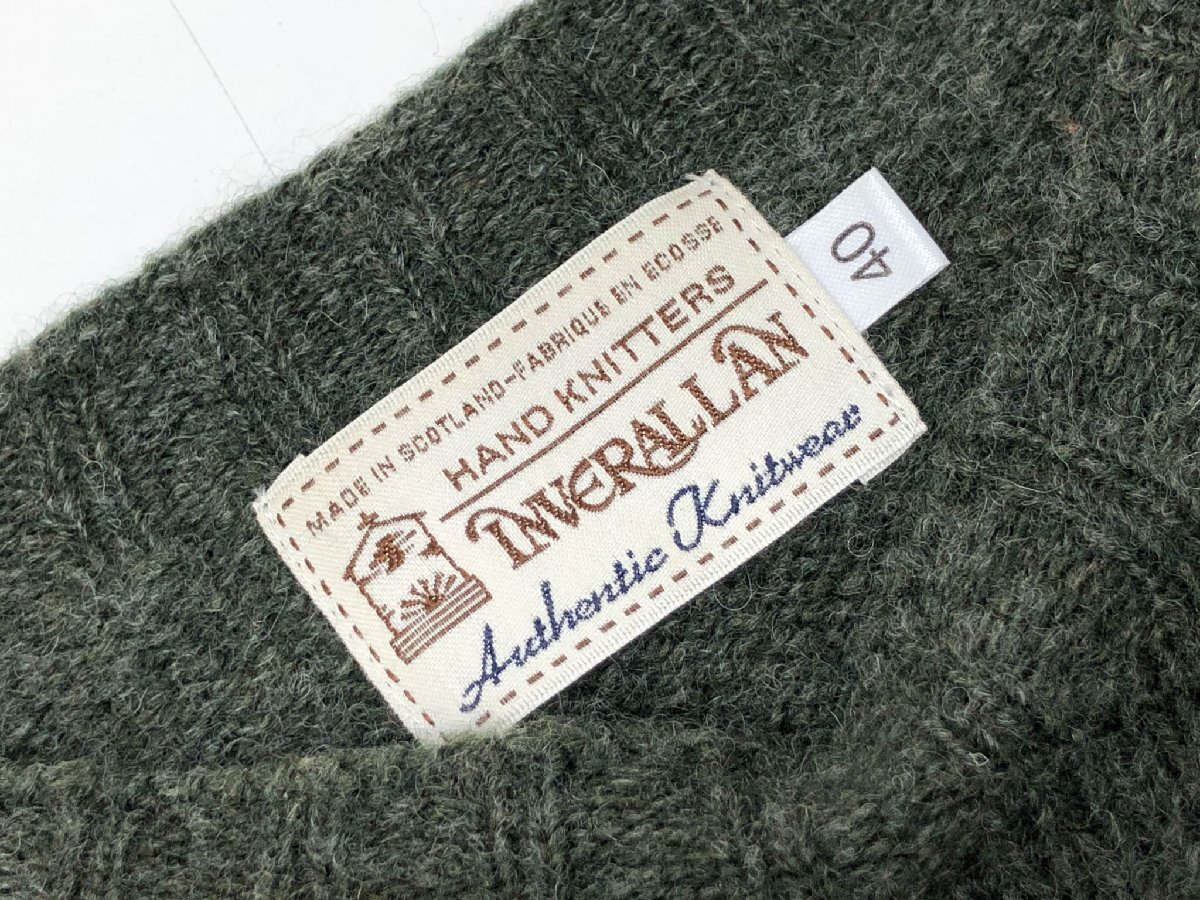 MADE IN SCOTLAND-FABRIQUE EN ECOSSE
HAND KNITTERS
INVERALLAN
Authentic Knitwear
40